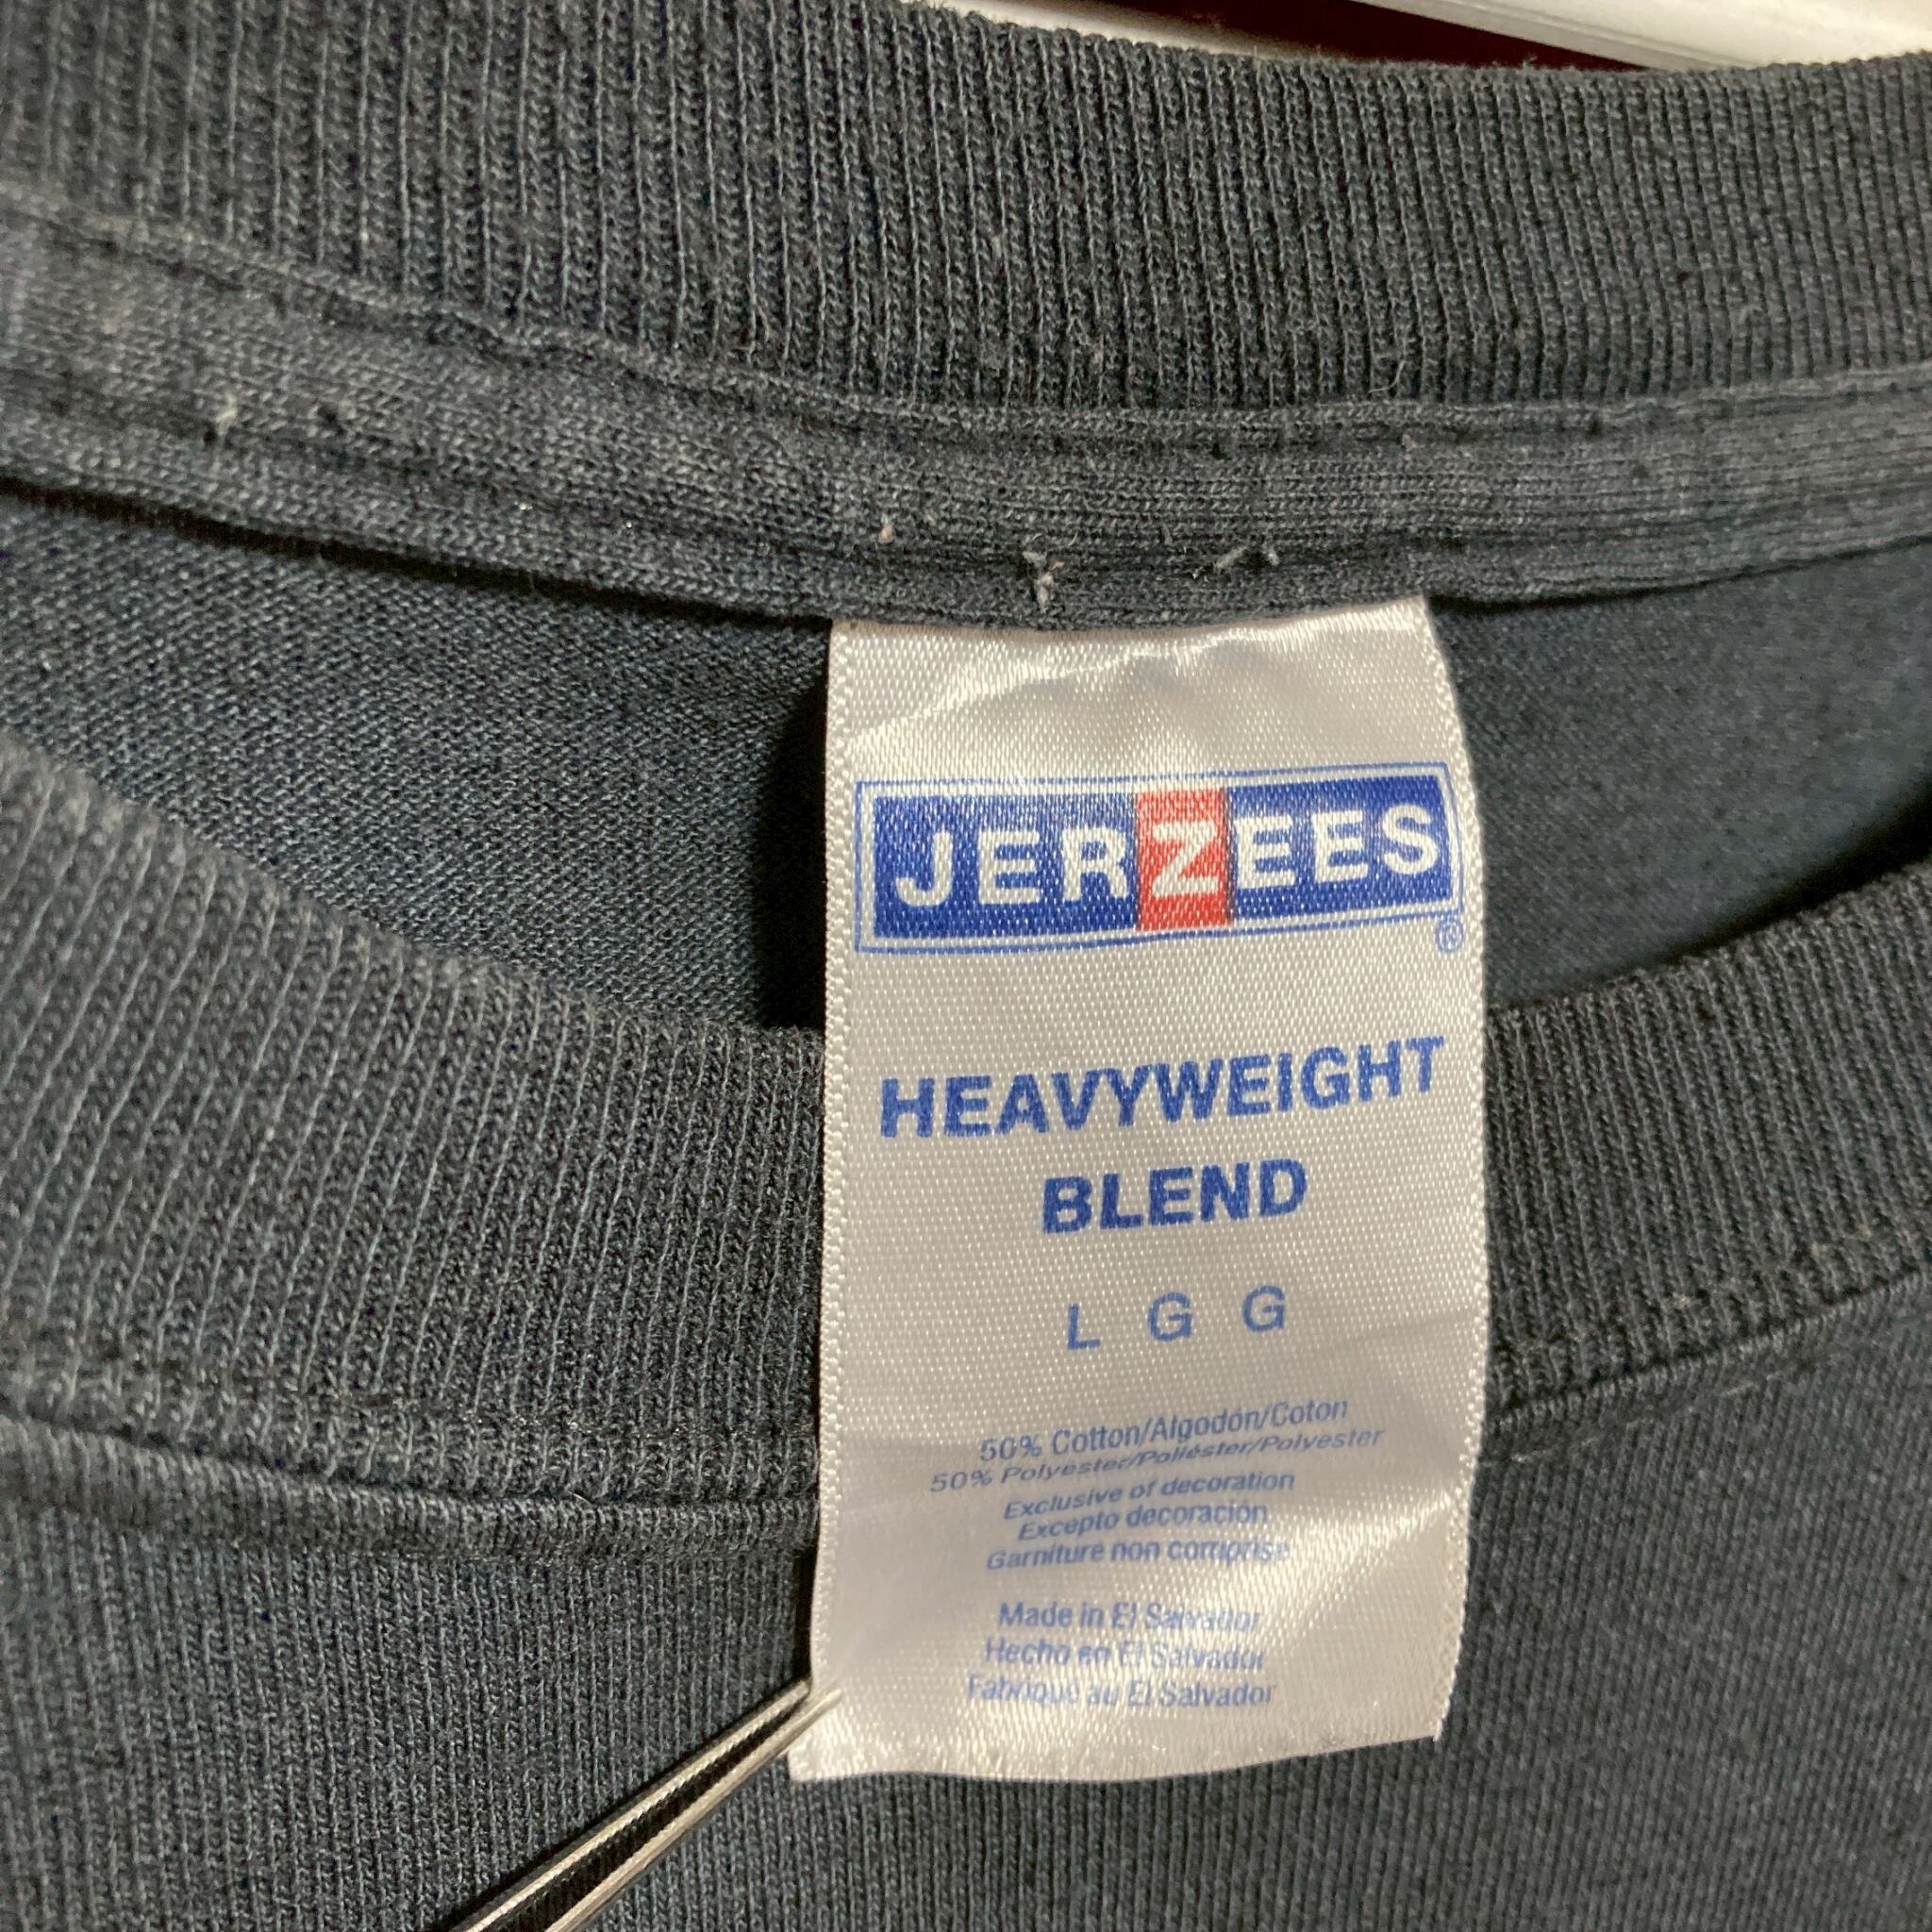 JERZEES
®
HEAVYWEIGHT
BLEND
L G G
50% Cotton/Algodón/Coton
50% Polyester/Poliéster/Polyester
Exclusive of decoration
Excepto decoración
Garniture non comprise
Made in El Salvador
Hecho en El Salvador
Fabriqué au El Salvador